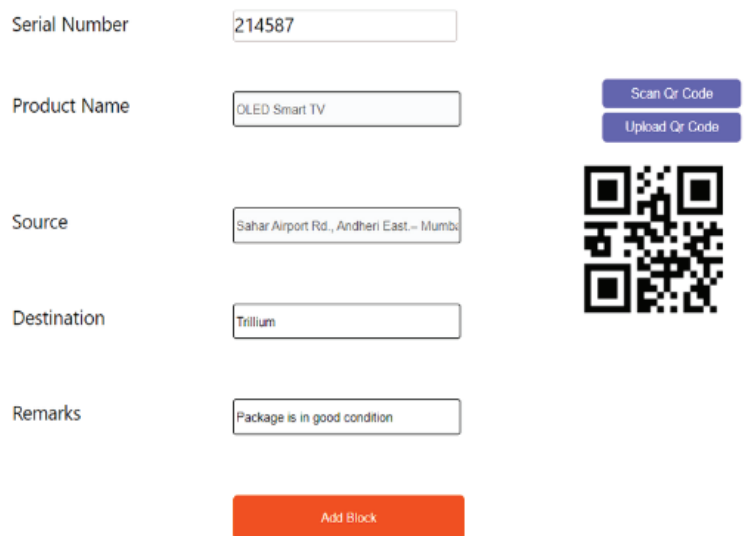 Serial Number
214587
Product Name
OLED Smart TV
Scan Qr Code
Upload Qr Code
Source
Sahar Airport Rd., Andheri East.– Mumba
Destination
Trillium
Remarks
Package is in good condition
Add Block